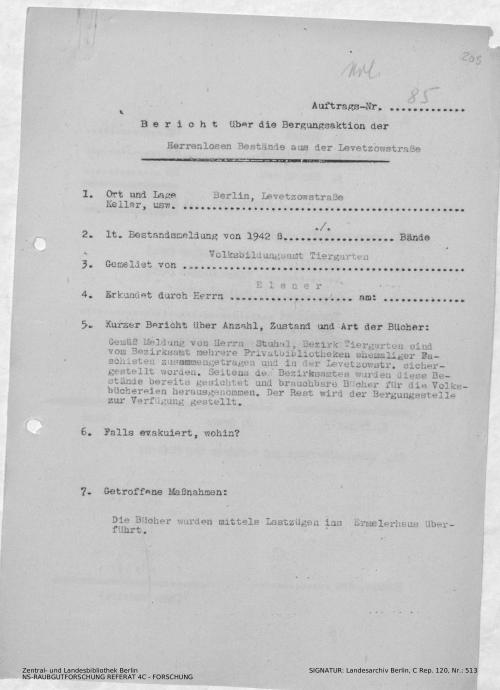 205
Auftrags-Nr. 85
B e r i c h t über die Bergungsaktion der
Herrenlosen Bestände aus der Levetzowstraße
1. Ort und Lage Berlin, Levetzowstraße
Keller, usw. ..............................
2. lt. Bestandsmeldung von 1942 8........./.......... Bände
Volksbildungsamt Tiergarten
3. Gemeldet von ..............................
E l s n e r
4. Erkundet durch Herrn .................... am: ..............
5. Kurzer Bericht über Anzahl, Zustand und Art der Bücher:
Gemäß Meldung von Herrn Stuhal, Bezirk Tiergarten sind
vom Bezirksamt mehrere Privatbibliotheken ehemaliger Fa-
schisten zusammengetragen und in der Levetzowstr. sicher-
gestellt worden. Seitens des Bezirksamtes wurden diese Be-
stände bereits gesichtet und brauchbare Bücher für die Volks-
büchereien herausgenommen. Der Rest wird der Bergungsstelle
zur Verfügung gestellt.
6. Falls evakuiert, wohin?
7. Getroffene Maßnahmen:
Die Bücher wurden mittels Lastzügen ins Ermelerhaus über-
führt.
Zentral- und Landesbibliothek Berlin
NS-RAUBGUTFORSCHUNG REFERAT 4C - FORSCHUNG
SIGNATUR: Landesarchiv Berlin, C Rep. 120, Nr.: 513